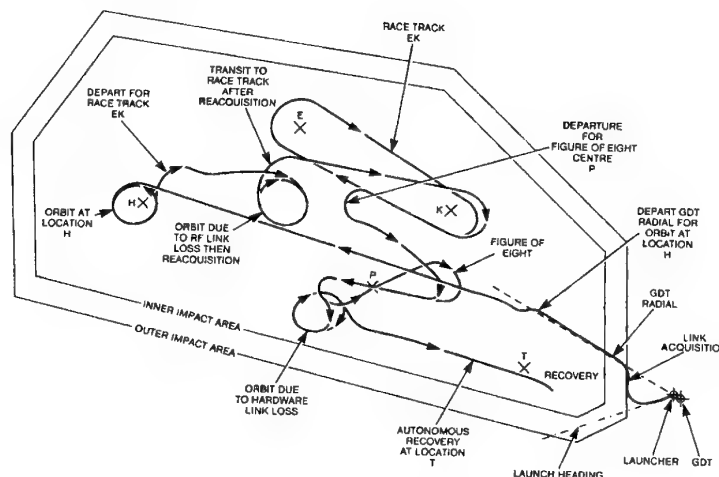 RACE TRACK
EK
TRANSIT TO
RACE TRACK
AFTER
REACQUISITION
DEPART FOR
RACE TRACK
EK
DEPARTURE
FOR
FIGURE OF EIGHT
CENTRE
P
E
H
K
ORBIT AT
LOCATION
H
ORBIT DUE
TO RF LINK
LOSS THEN
REACQUISITION
DEPART GDT
RADIAL FOR
ORBIT AT
LOCATION
H
FIGURE OF
EIGHT
P
GDT
RADIAL
INNER IMPACT AREA
OUTER IMPACT AREA
LINK
ACQUISITION
T
RECOVERY
ORBIT DUE
TO HARDWARE
LINK LOSS
AUTONOMOUS
RECOVERY
AT LOCATION
T
LAUNCH HEADING
LAUNCHER
GDT